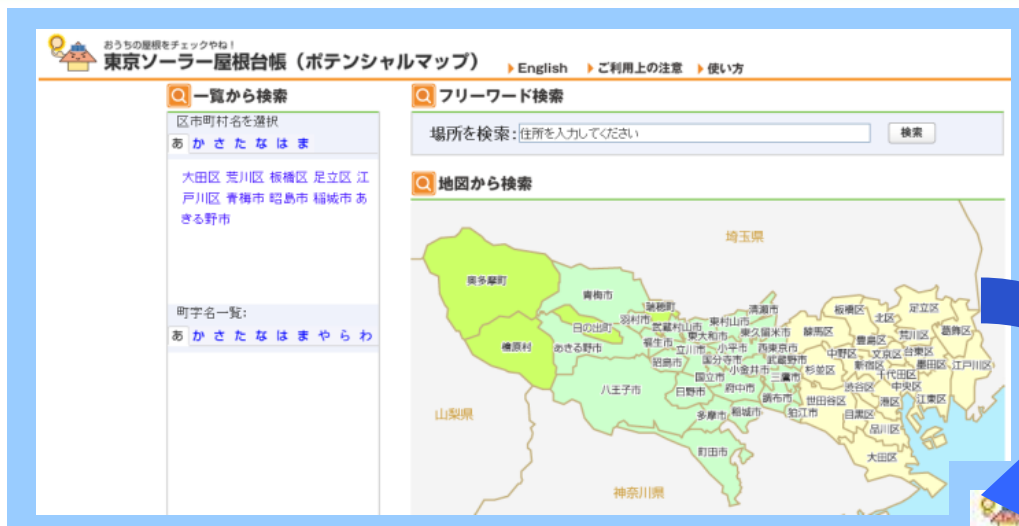 おうちの屋根をチェックやね！
東京ソーラー屋根台帳（ポテンシャルマップ）
English ご利用上の注意 使い方
一覧から検索
区市町村名を選択
あ か さ た な は ま
大田区 荒川区 板橋区 足立区 江
戸川区 青梅市 昭島市 稲城市 あ
きる野市
町字名一覧:
あ か さ た な は ま や ら わ
フリーワード検索
場所を検索: 住所を入力してください 検索
地図から検索
埼玉県
奥多摩町
青梅市
瑞穂町
清瀬市
板橋区
北区
足立区
日の出町
羽村市
武蔵村山市
東村山市
東大和市
東久留米市
練馬区
豊島区
荒川区
葛飾区
檜原村
あきる野市
福生市
立川市
小平市
西東京市
中野区
文京区
台東区
昭島市
国分寺市
武蔵野市
新宿区
墨田区
江戸川区
小金井市
杉並区
千代田区
国立市
三鷹市
八王子市
日野市
府中市
渋谷区
中央区
調布市
世田谷区
港区
江東区
山梨県
多摩市
稲城市
狛江市
目黒区
品川区
町田市
大田区
神奈川県